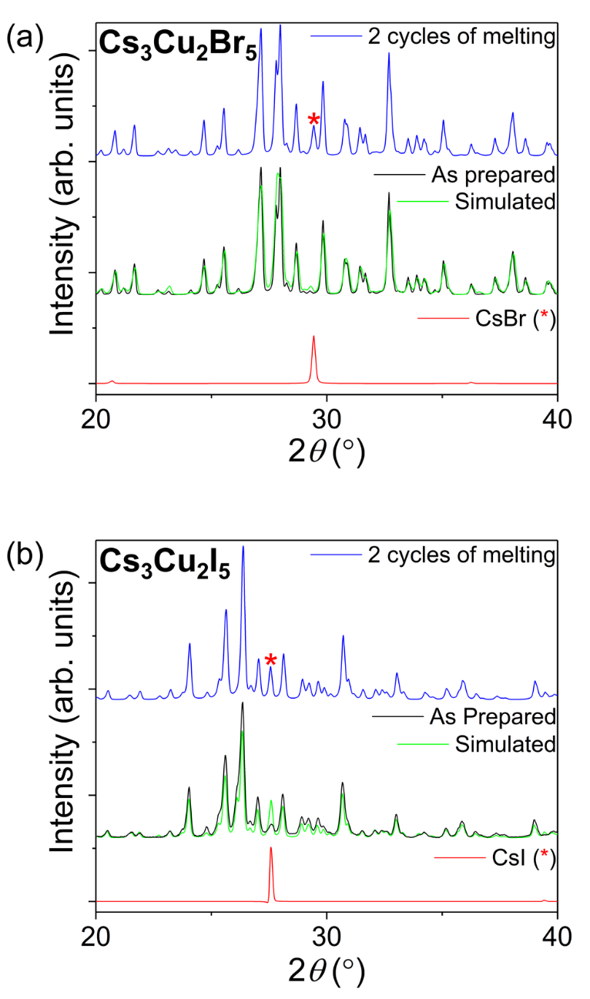 (a)
Cs₃Cu₂Br₅
2 cycles of melting
*
As prepared
Simulated
CsBr (*)
Intensity (arb. units)
20 30 40
2θ (°)
(b)
Cs₃Cu₂I₅
2 cycles of melting
*
As Prepared
Simulated
CsI (*)
Intensity (arb. units)
20 30 40
2θ (°)